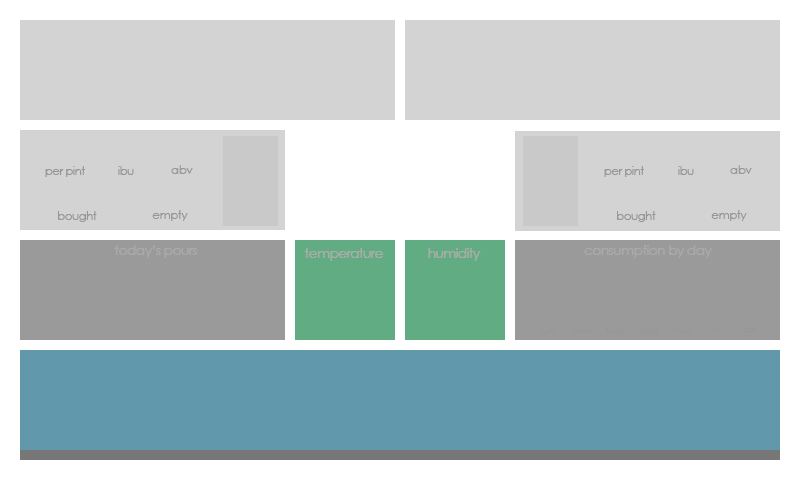 per pint ibu abv
bought empty
per pint ibu abv
bought empty
today's pours
temperature
humidity
consumption by day